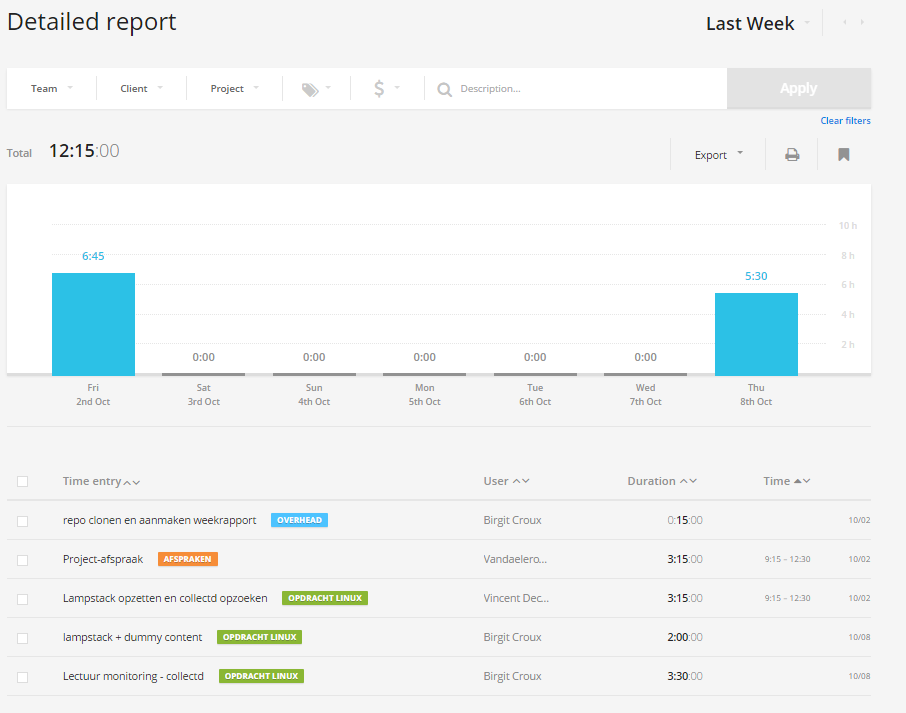 Detailed report
Last Week
Team Client Project $ Description... Apply
Clear filters
Total 12:15:00 Export
10 h
8 h
6 h
4 h
2 h
6:45 0:00 0:00 0:00 0:00 0:00 5:30
Fri Sat Sun Mon Tue Wed Thu
2nd Oct 3rd Oct 4th Oct 5th Oct 6th Oct 7th Oct 8th Oct
Time entry User Duration Time
repo clonen en aanmaken weekrapport OVERHEAD Birgit Croux 0:15:00 10/02
Project-afspraak AFSPRAKEN Vandaelero... 3:15:00 9:15 - 12:30 10/02
Lampstack opzetten en collectd opzoeken OPDRACHT LINUX Vincent Dec... 3:15:00 9:15 - 12:30 10/02
lampstack + dummy content OPDRACHT LINUX Birgit Croux 2:00:00 10/08
Lectuur monitoring - collectd OPDRACHT LINUX Birgit Croux 3:30:00 10/08